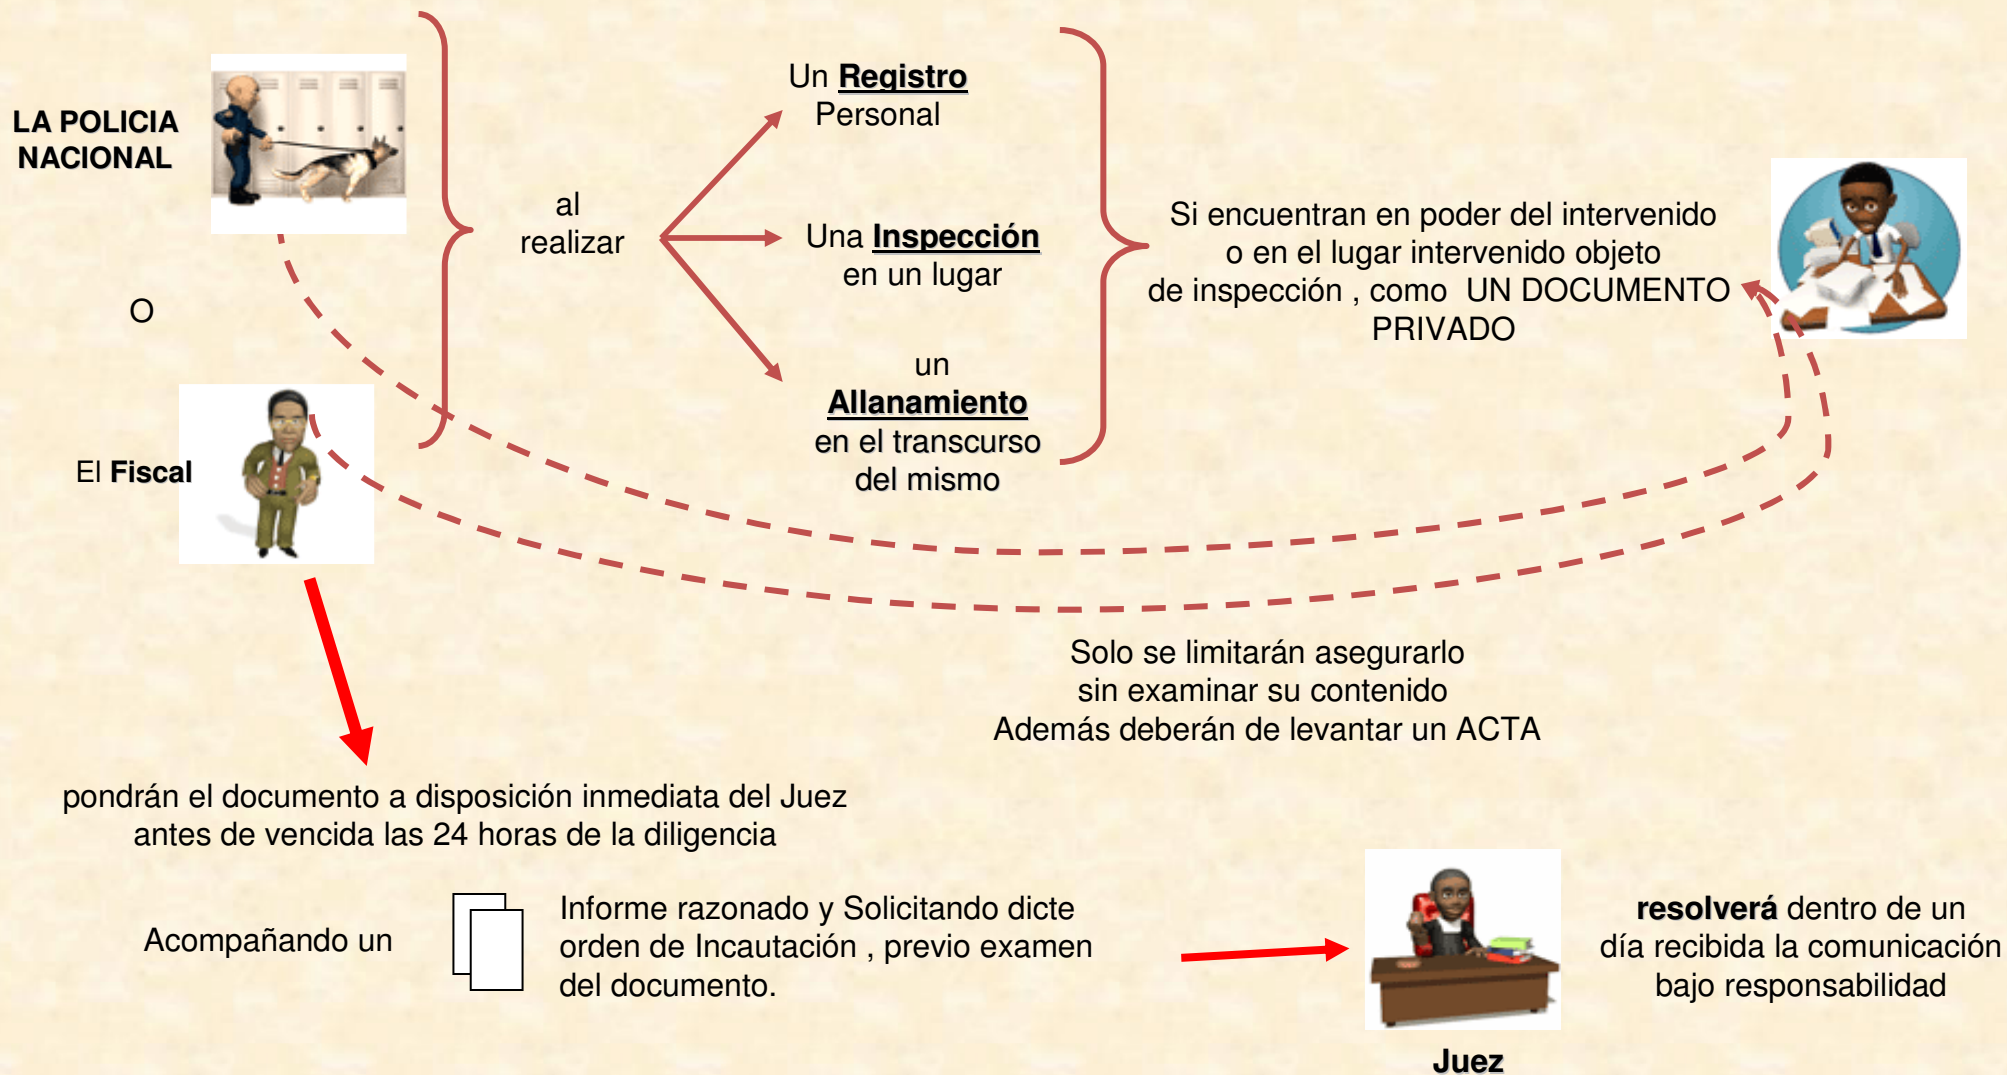 LA POLICIA
NACIONAL
O
El Fiscal
al
realizar
Un Registro
Personal
Una Inspección
en un lugar
un
Allanamiento
en el transcurso
del mismo
Si encuentran en poder del intervenido
o en el lugar intervenido objeto
de inspección , como UN DOCUMENTO
PRIVADO
Solo se limitarán asegurarlo
sin examinar su contenido
Además deberán de levantar un ACTA
pondrán el documento a disposición inmediata del Juez
antes de vencida las 24 horas de la diligencia
Acompañando un
Informe razonado y Solicitando dicte
orden de Incautación , previo examen
del documento.
Juez
resolverá dentro de un
día recibida la comunicación
bajo responsabilidad